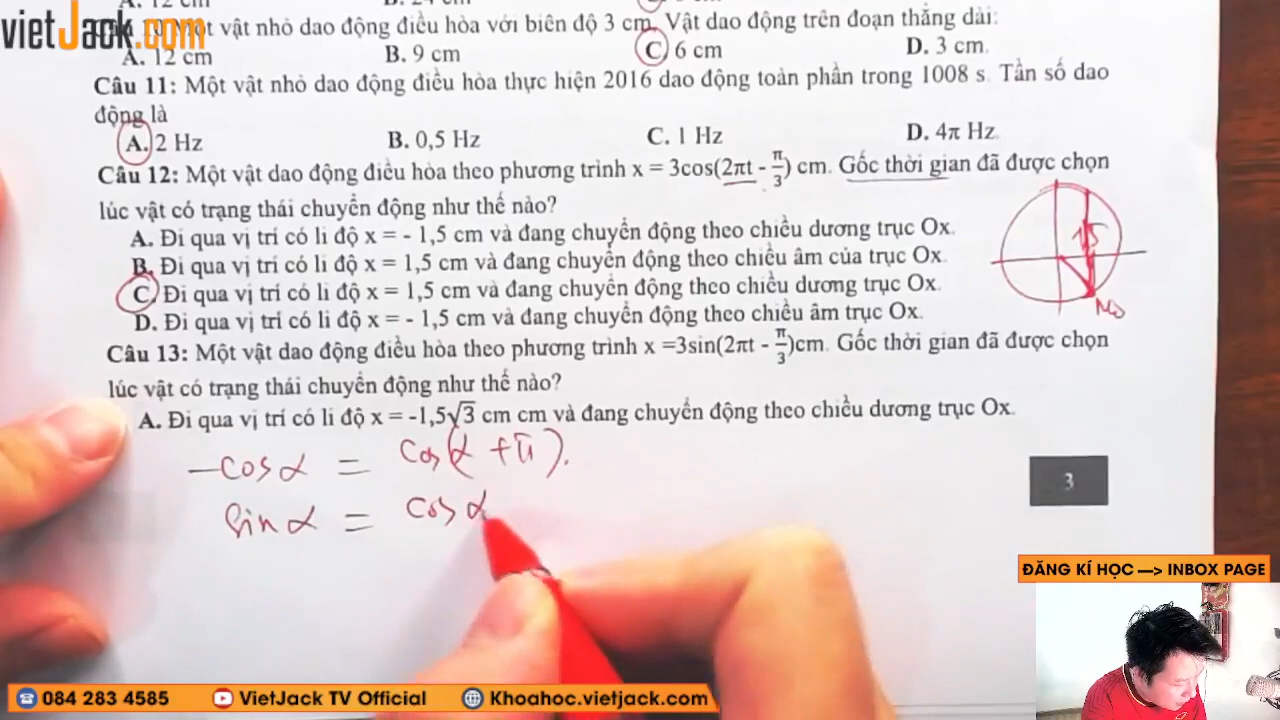 A. 12 cm
vietJack.com
một vật nhỏ dao động điều hòa với biên độ 3 cm. Vật dao động trên đoạn thẳng dài:
A. 12 cm B. 9 cm C. 6 cm D. 3 cm.
Câu 11: Một vật nhỏ dao động điều hòa thực hiện 2016 dao động toàn phần trong 1008 s. Tần số dao
động là
A. 2 Hz B. 0,5 Hz C. 1 Hz D. 4π Hz.
Câu 12: Một vật dao động điều hòa theo phương trình x = 3cos(2πt - π/3) cm. Gốc thời gian đã được chọn
lúc vật có trạng thái chuyển động như thế nào?
A. Đi qua vị trí có li độ x = - 1,5 cm và đang chuyển động theo chiều dương trục Ox.
B. Đi qua vị trí có li độ x = 1,5 cm và đang chuyển động theo chiều âm của trục Ox.
C. Đi qua vị trí có li độ x = 1,5 cm và đang chuyển động theo chiều dương trục Ox.
D. Đi qua vị trí có li độ x = - 1,5 cm và đang chuyển động theo chiều âm trục Ox.
1,5
M0
Câu 13: Một vật dao động điều hòa theo phương trình x =3sin(2πt - π/3)cm. Gốc thời gian đã được chọn
lúc vật có trạng thái chuyển động như thế nào?
A. Đi qua vị trí có li độ x = -1,5√3 cm cm và đang chuyển động theo chiều dương trục Ox.
-cosα = cos(α + π).
sinα = cosα
3
ĐĂNG KÍ HỌC —> INBOX PAGE
084 283 4585 VietJack TV Official Khoahoc.vietjack.com